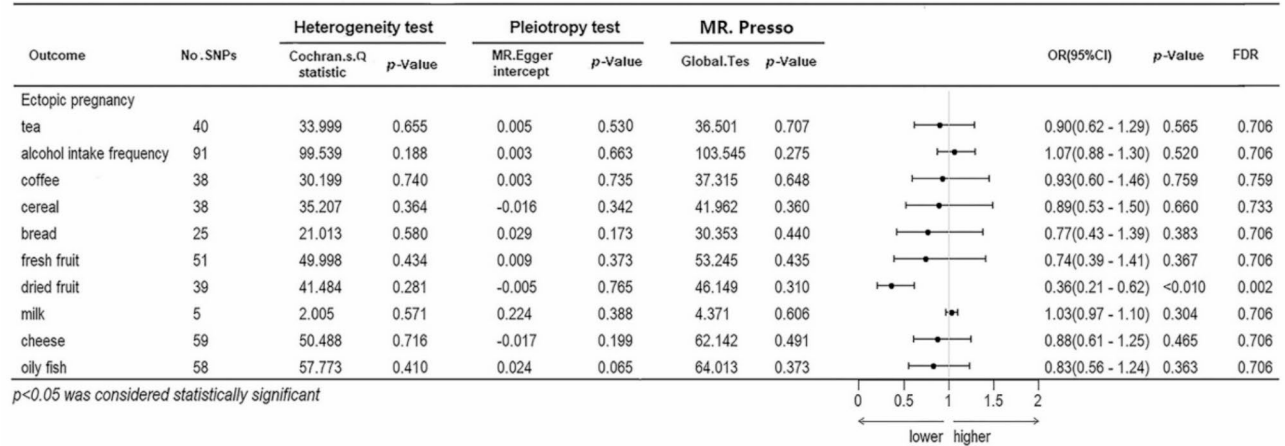 Heterogeneity test Pleiotropy test MR. Presso
Outcome No.SNPs Cochran.s.Q statistic p-Value MR.Egger intercept p-Value Global.Tes p-Value OR(95%CI) p-Value FDR
Ectopic pregnancy
tea 40 33.999 0.655 0.005 0.530 36.501 0.707 0.90(0.62 - 1.29) 0.565 0.706
alcohol intake frequency 91 99.539 0.188 0.003 0.663 103.545 0.275 1.07(0.88 - 1.30) 0.520 0.706
coffee 38 30.199 0.740 0.003 0.735 37.315 0.648 0.93(0.60 - 1.46) 0.759 0.759
cereal 38 35.207 0.364 -0.016 0.342 41.962 0.360 0.89(0.53 - 1.50) 0.660 0.733
bread 25 21.013 0.580 0.029 0.173 30.353 0.440 0.77(0.43 - 1.39) 0.383 0.706
fresh fruit 51 49.998 0.434 0.009 0.373 53.245 0.435 0.74(0.39 - 1.41) 0.367 0.706
dried fruit 39 41.484 0.281 -0.005 0.765 46.149 0.310 0.36(0.21 - 0.62) <0.010 0.002
milk 5 2.005 0.571 0.224 0.388 4.371 0.606 1.03(0.97 - 1.10) 0.304 0.706
cheese 59 50.488 0.716 -0.017 0.199 62.142 0.491 0.88(0.61 - 1.25) 0.465 0.706
oily fish 58 57.773 0.410 0.024 0.065 64.013 0.373 0.83(0.56 - 1.24) 0.363 0.706
p<0.05 was considered statistically significant
0 0.5 1 1.5 2
lower higher